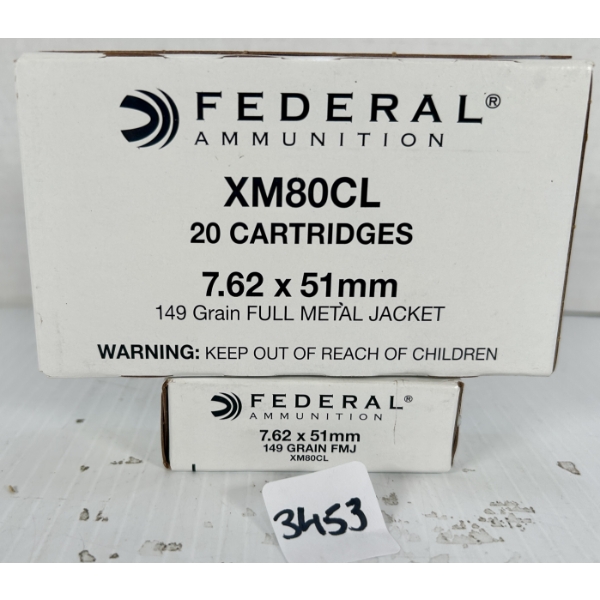 FEDERAL®
AMMUNITION
XM80CL
20 CARTRIDGES
7.62 x 51mm
149 Grain FULL METAL JACKET
WARNING: KEEP OUT OF REACH OF CHILDREN
FEDERAL®
AMMUNITION
7.62 x 51mm
149 GRAIN FMJ
XM80CL
3453